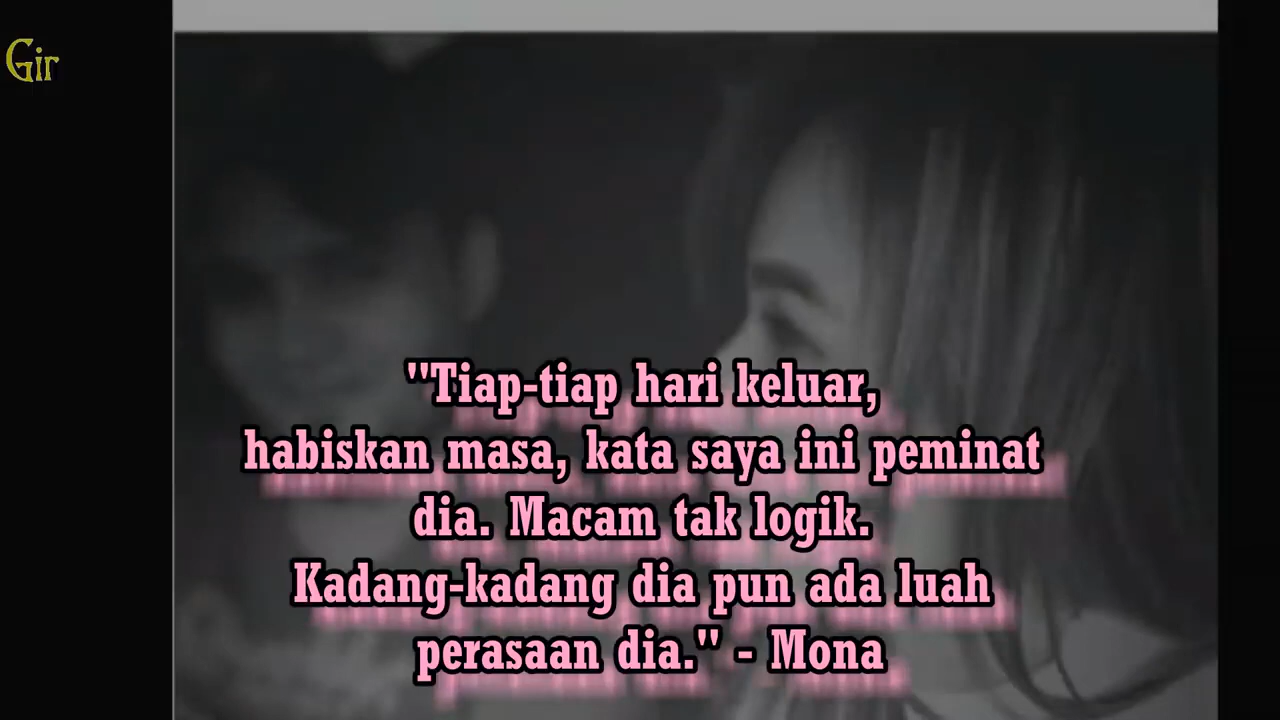 Gir
"Tiap-tiap hari keluar,
habiskan masa, kata saya ini peminat
dia. Macam tak logik.
Kadang-kadang dia pun ada luah
perasaan dia." - Mona